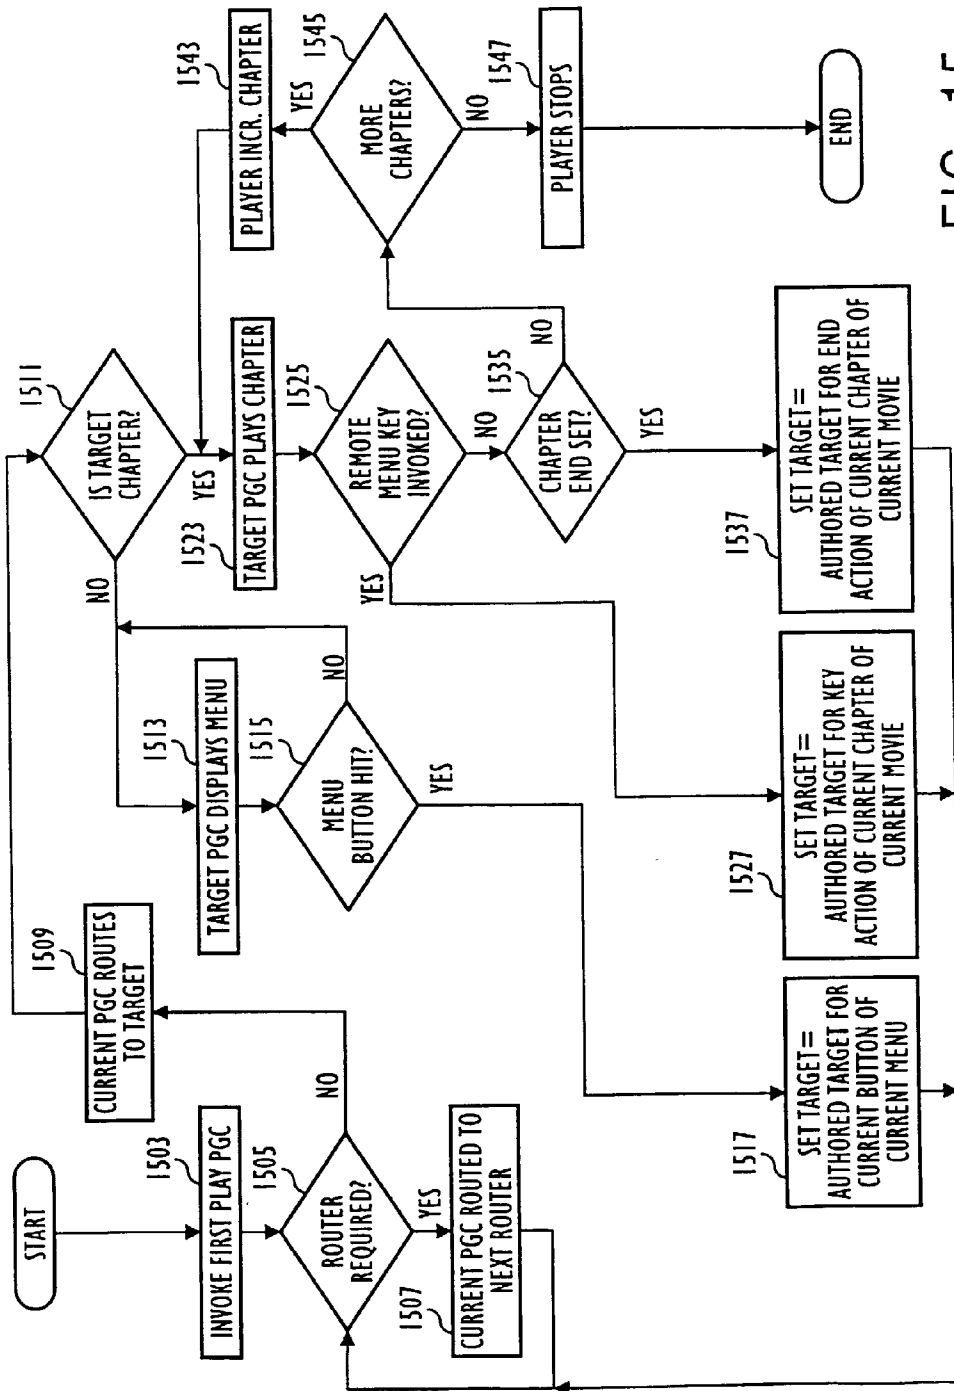 START
1503
INVOKE FIRST PLAY PGC
1505
ROUTER
REQUIRED?
NO
YES
1507
CURRENT PGC ROUTED TO
NEXT ROUTER
1509
CURRENT PGC ROUTES
TO TARGET
1511
IS TARGET
CHAPTER?
NO
YES
1513
TARGET PGC DISPLAYS MENU
1515
MENU
BUTTON HIT?
NO
YES
1517
SET TARGET=
AUTHORED TARGET FOR
CURRENT BUTTON OF
CURRENT MENU
1523
TARGET PGC PLAYS CHAPTER
1525
REMOTE
MENU KEY
INVOKED?
YES
NO
1527
SET TARGET=
AUTHORED TARGET FOR KEY
ACTION OF CURRENT CHAPTER OF
CURRENT MOVIE
1535
CHAPTER
END SET?
NO
YES
1537
SET TARGET=
AUTHORED TARGET FOR END
ACTION OF CURRENT CHAPTER OF
CURRENT MOVIE
1543
PLAYER INCR. CHAPTER
1545
MORE
CHAPTERS?
YES
NO
1547
PLAYER STOPS
END
FIG. 15